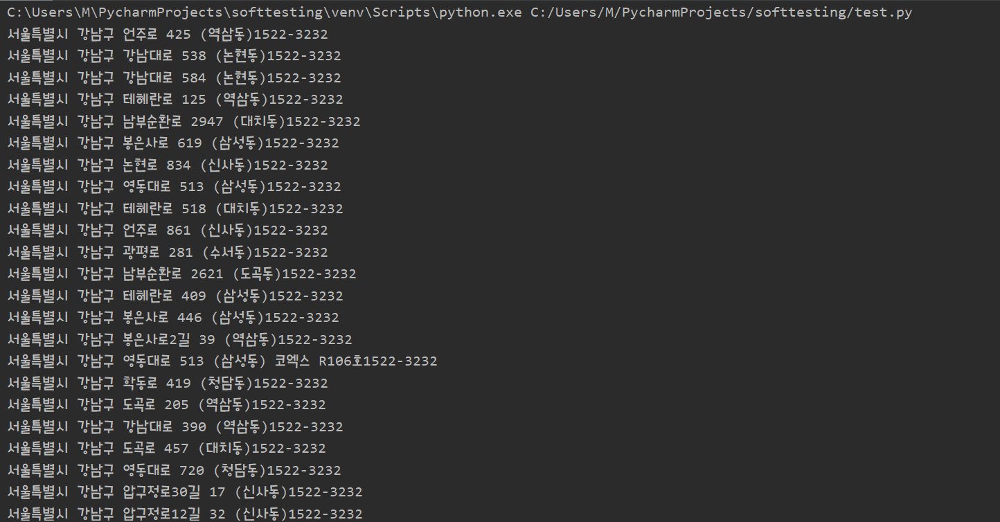 C:\Users\M\PycharmProjects\softtesting\venv\Scripts\python.exe C:/Users/M/PycharmProjects/softtesting/test.py
서울특별시 강남구 언주로 425 (역삼동)1522-3232
서울특별시 강남구 강남대로 538 (논현동)1522-3232
서울특별시 강남구 강남대로 584 (논현동)1522-3232
서울특별시 강남구 테헤란로 125 (역삼동)1522-3232
서울특별시 강남구 남부순환로 2947 (대치동)1522-3232
서울특별시 강남구 봉은사로 619 (삼성동)1522-3232
서울특별시 강남구 논현로 834 (신사동)1522-3232
서울특별시 강남구 영동대로 513 (삼성동)1522-3232
서울특별시 강남구 테헤란로 518 (대치동)1522-3232
서울특별시 강남구 언주로 861 (신사동)1522-3232
서울특별시 강남구 광평로 281 (수서동)1522-3232
서울특별시 강남구 남부순환로 2621 (도곡동)1522-3232
서울특별시 강남구 테헤란로 409 (삼성동)1522-3232
서울특별시 강남구 봉은사로 446 (삼성동)1522-3232
서울특별시 강남구 봉은사로2길 39 (역삼동)1522-3232
서울특별시 강남구 영동대로 513 (삼성동) 코엑스 R106호1522-3232
서울특별시 강남구 학동로 419 (청담동)1522-3232
서울특별시 강남구 도곡로 205 (역삼동)1522-3232
서울특별시 강남구 강남대로 390 (역삼동)1522-3232
서울특별시 강남구 도곡로 457 (대치동)1522-3232
서울특별시 강남구 영동대로 720 (청담동)1522-3232
서울특별시 강남구 압구정로30길 17 (신사동)1522-3232
서울특별시 강남구 압구정로12길 32 (신사동)1522-3232